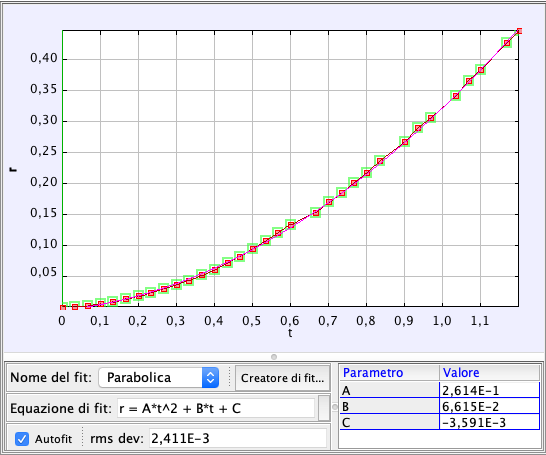 0,40
0,35
0,30
0,25
r
0,20
0,15
0,10
0,05
0 0,1 0,2 0,3 0,4 0,5 0,6 0,7 0,8 0,9 1,0 1,1
t
Nome del fit: Parabolica Creatore di fit...
Equazione di fit: r = A*t^2 + B*t + C
Autofit rms dev: 2,411E-3
Parametro Valore
A 2,614E-1
B 6,615E-2
C -3,591E-3